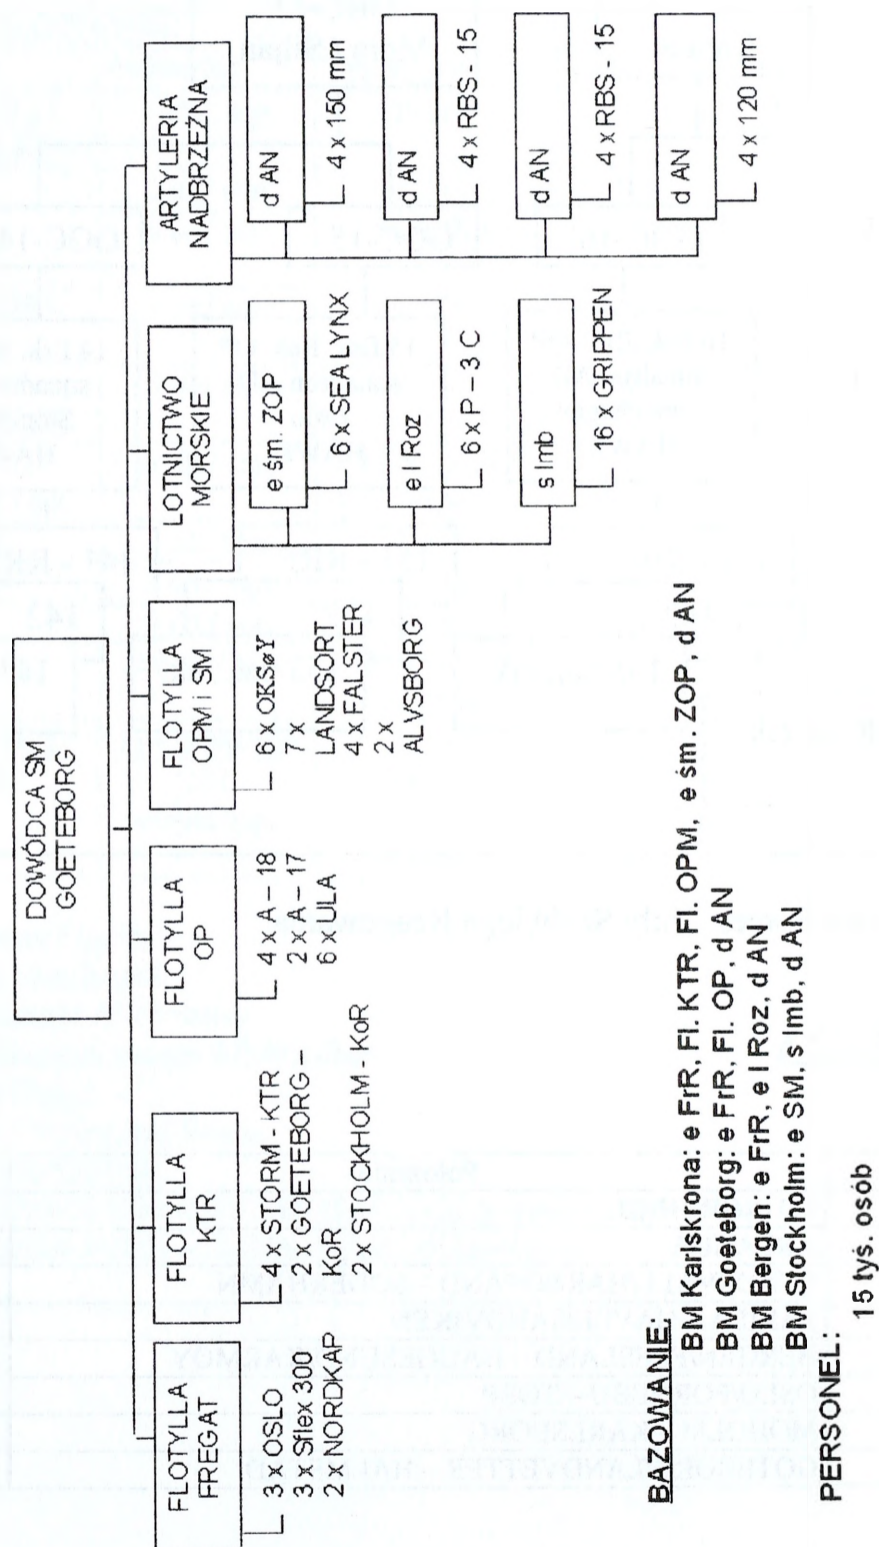 DOWÓDCA SM
GOETEBORG
FLOTYLLA
FREGAT
3 x OSLO
3 x Sflex 300
2 x NORDKAP
FLOTYLLA
KTR
4 x STORM - KTR
2 x GOETEBORG –
KoR
2 x STOCKHOLM - KoR
FLOTYLLA
OP
4 x A – 18
2 x A – 17
6 x ULA
FLOTYLLA
OPM i SM
6 x OKSøY
7 x
LANDSORT
4 x FALSTER
2 x
ALVSBORG
LOTNICTWO
MORSKIE
e śm. ZOP
6 x SEA LYNX
e l Roz
6 x P – 3 C
s lmb
16 x GRIPPEN
ARTYLERIA
NADBRZEŻNA
d AN
4 x 150 mm
d AN
4 x RBS - 15
d AN
4 x RBS - 15
d AN
4 x 120 mm
BAZOWANIE:
BM Karlskrona: e FrR, Fl. KTR, Fl. OPM, e śm. ZOP, d AN
BM Goeteborg: e FrR, Fl. OP, d AN
BM Bergen: e FrR, e l Roz, d AN
BM Stockholm: e SM, s lmb, d AN
PERSONEL:
15 tys. osób